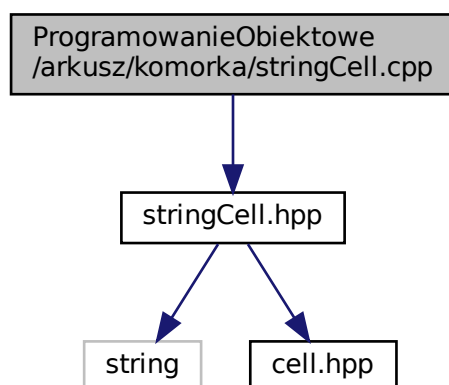 ProgramowanieObiektowe
/arkusz/komorka/stringCell.cpp
stringCell.hpp
string
cell.hpp